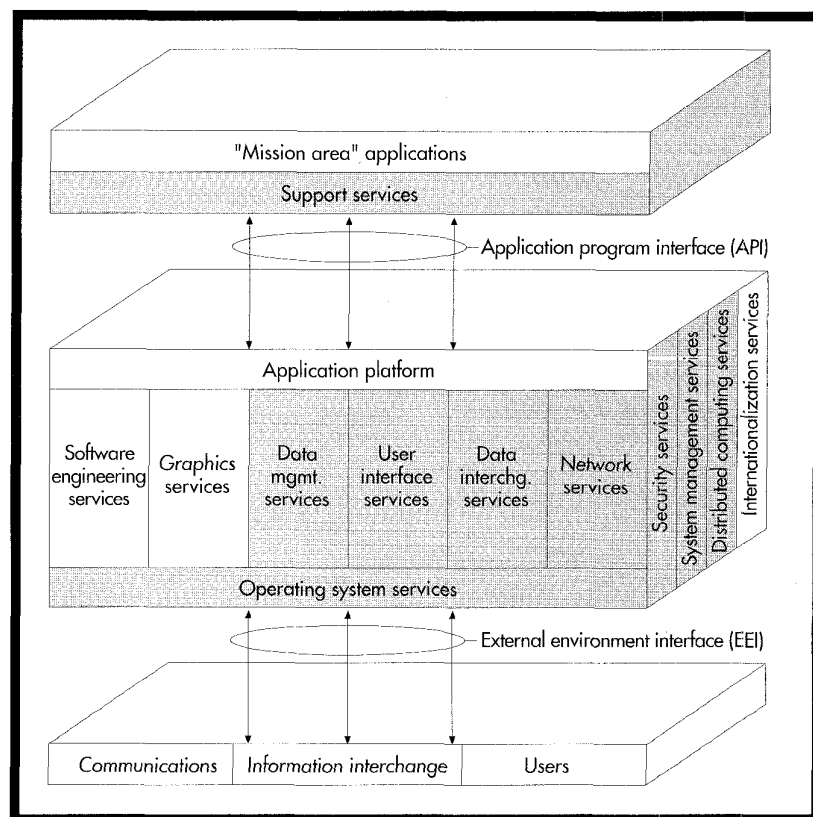 "Mission area" applications
Support services
Application program interface (API)
Application platform
Software
engineering
services
Graphics
services
Data
mgmt.
services
User
interface
services
Data
interchg.
services
Network
services
Security services
System management services
Distributed computing services
Internationalization services
Operating system services
External environment interface (EEI)
Communications
Information interchange
Users